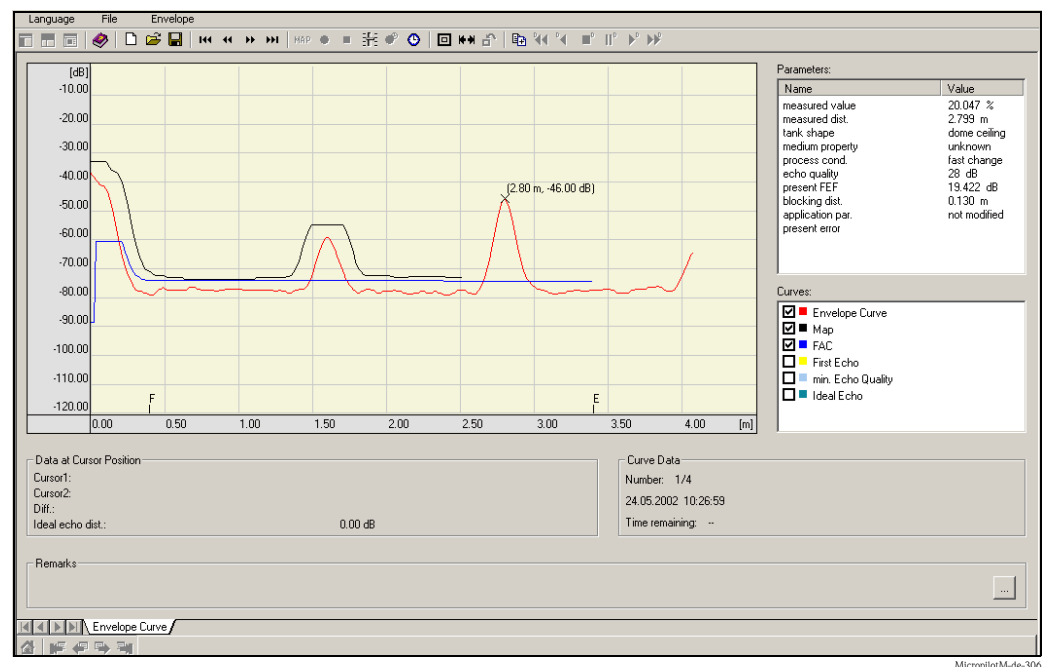 Language File Envelope
MAP
[dB]
-10.00
-20.00
-30.00
-40.00
-50.00
-60.00
-70.00
-80.00
-90.00
-100.00
-110.00
-120.00
(2.80 m, -46.00 dB)
F
E
0.00 0.50 1.00 1.50 2.00 2.50 3.00 3.50 4.00 [m]
Parameters:
Name Value
measured value 20.047 %
measured dist. 2.799 m
tank shape dome ceiling
medium property unknown
process cond. fast change
echo quality 28 dB
present FEF 19.422 dB
blocking dist. 0.130 m
application par. not modified
present error
Curves:
Envelope Curve
Map
FAC
First Echo
min. Echo Quality
Ideal Echo
Data at Cursor Position
Cursor1:
Cursor2:
Diff.:
Ideal echo dist.: 0.00 dB
Curve Data
Number: 1/4
24.05.2002 10:26:59
Time remaining: --
Remarks
...
Envelope Curve
MicropilotM-de-306